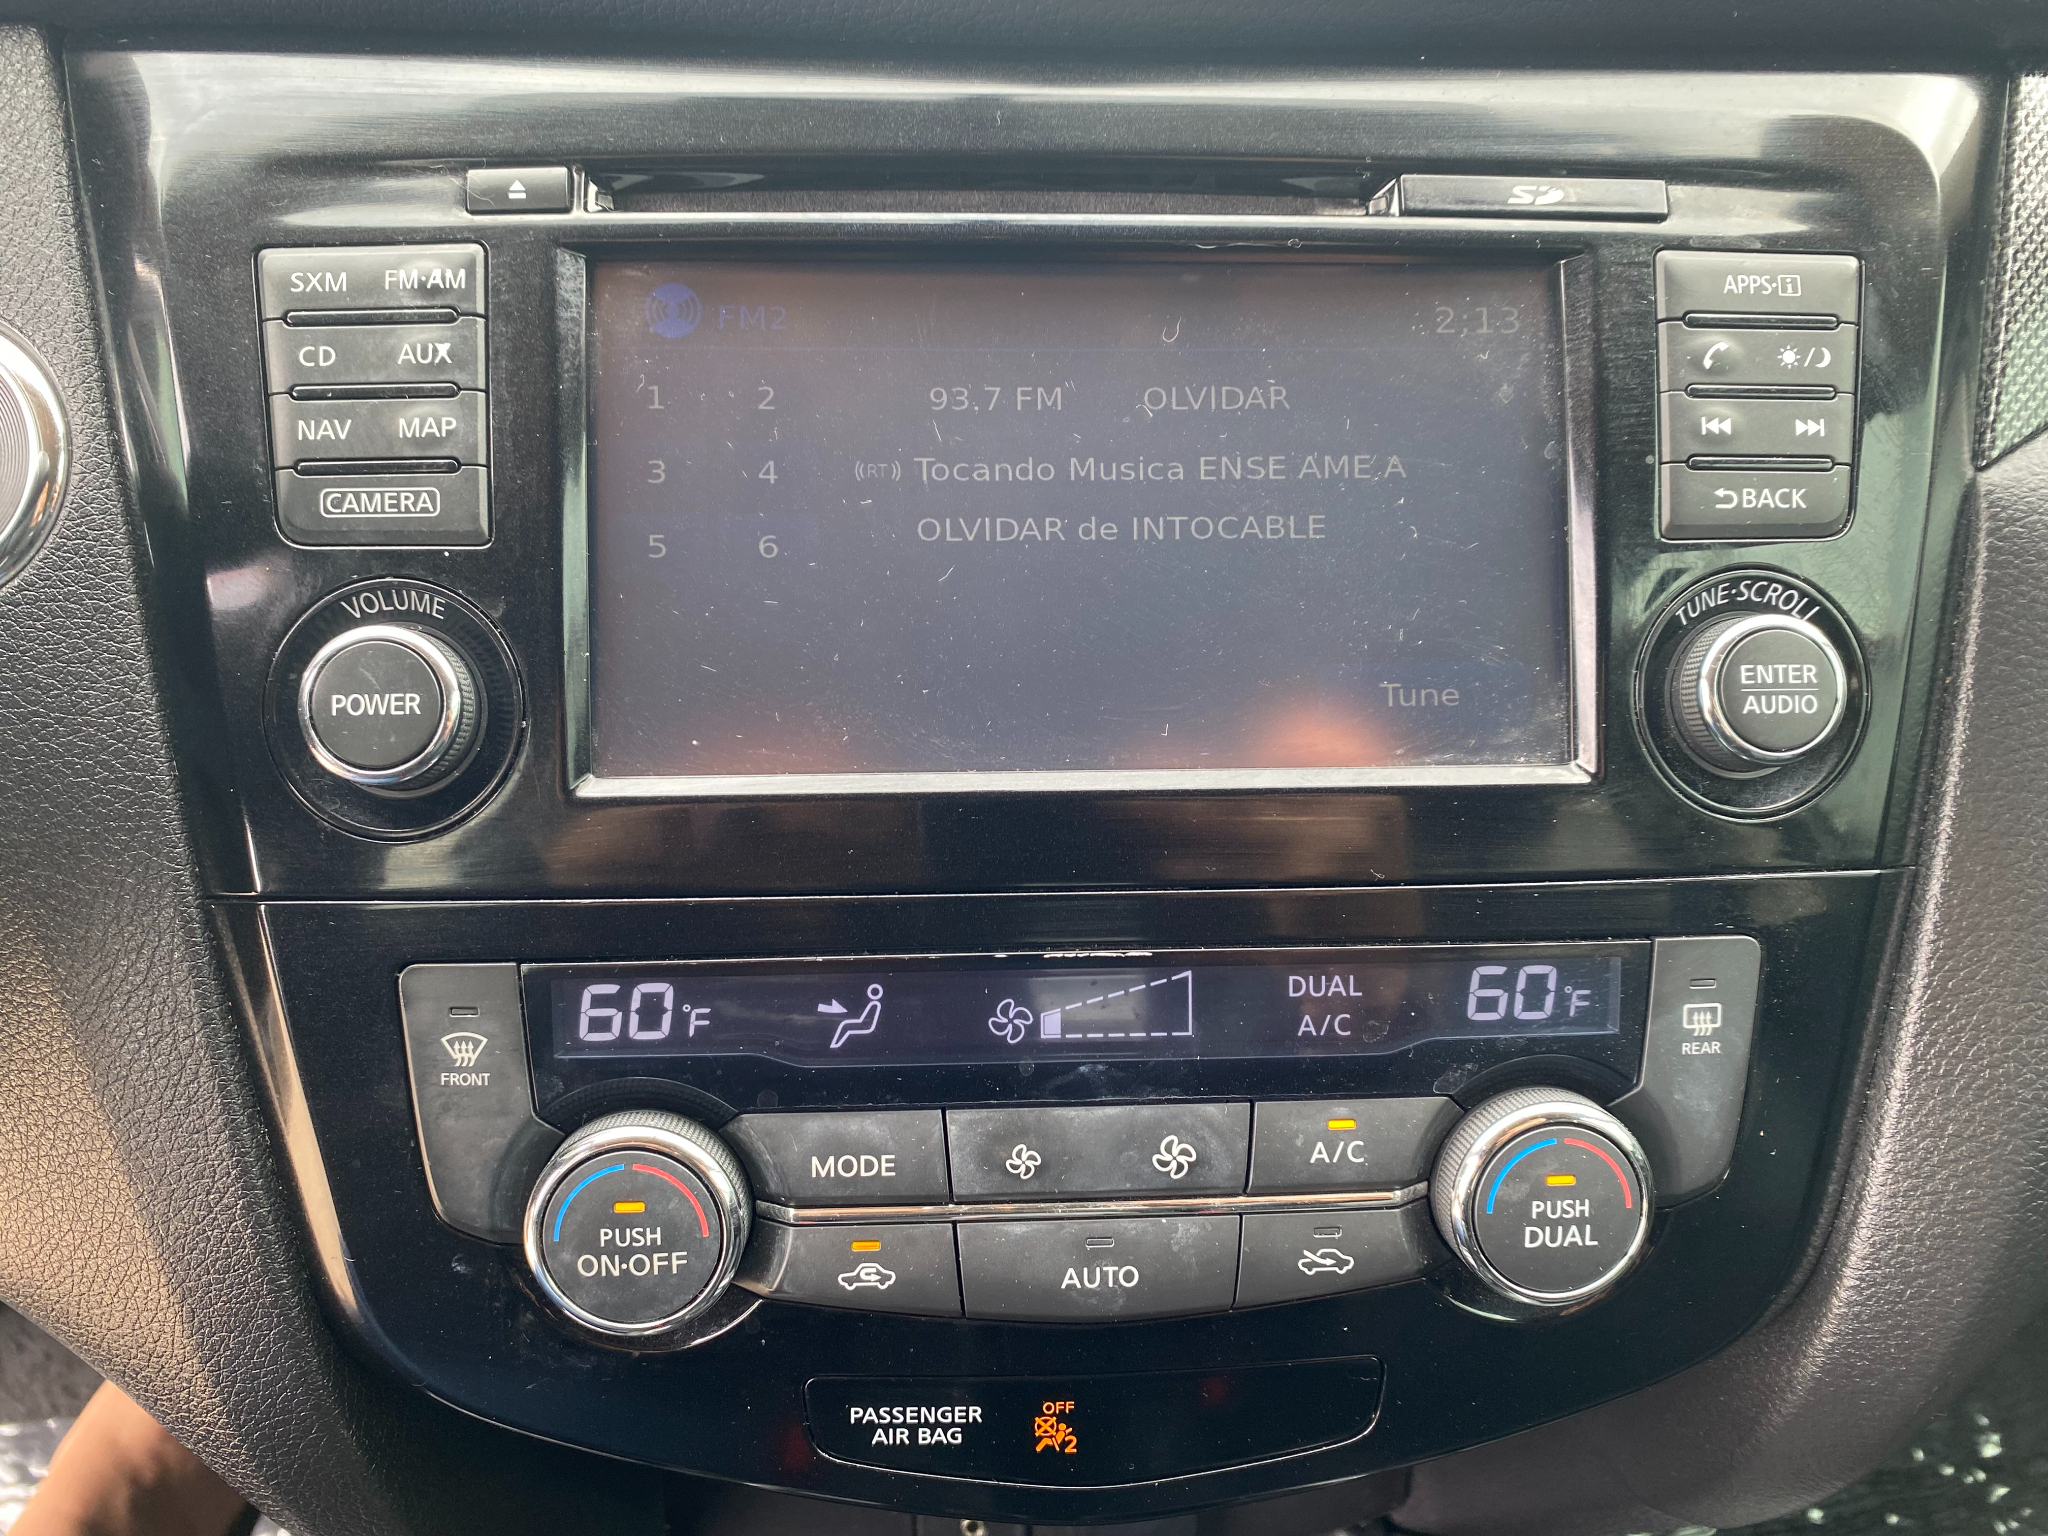 SD
SXM FM·AM
CD AUX
NAV MAP
CAMERA
VOLUME
POWER
FM2 2:13
1 2 93.7 FM OLVIDAR
3 4 ((RT)) Tocando Musica ENSE AME A
5 6 OLVIDAR de INTOCABLE
Tune
APPS·i
BACK
TUNE·SCROLL
ENTER
AUDIO
60°F DUAL 60°F
A/C
FRONT
REAR
MODE A/C
PUSH
ON·OFF
AUTO
PUSH
DUAL
PASSENGER
AIR BAG
OFF
2